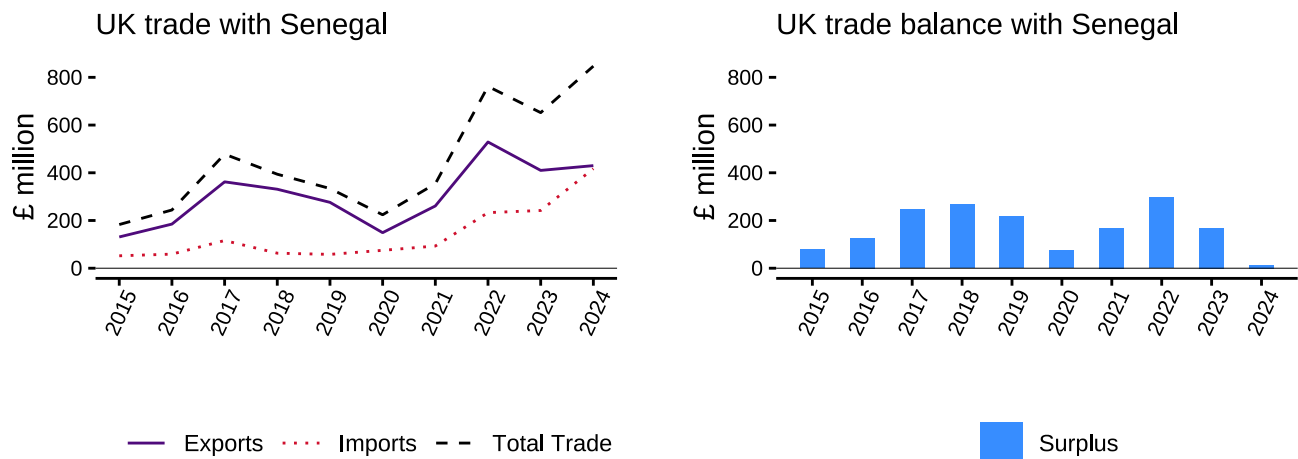 UK trade with Senegal
£ million
800
600
400
200
0
2015 2016 2017 2018 2019 2020 2021 2022 2023 2024
Exports Imports Total Trade
UK trade balance with Senegal
£ million
800
600
400
200
0
2015 2016 2017 2018 2019 2020 2021 2022 2023 2024
Surplus